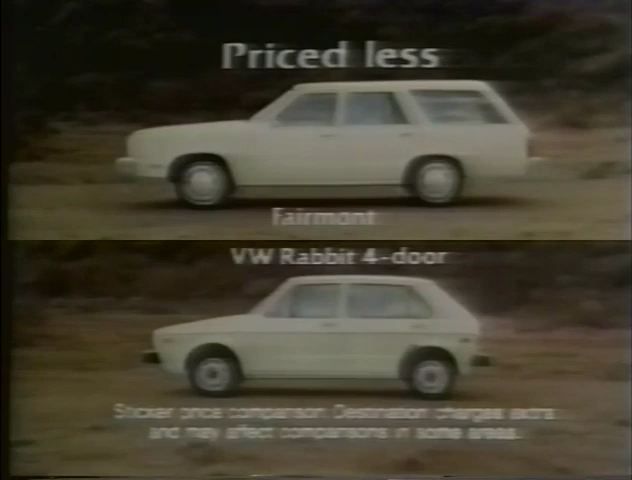 Priced less
Fairmont
VW Rabbit 4-door
Sticker price comparison. Destination charges extra
and may affect comparisons in some areas.